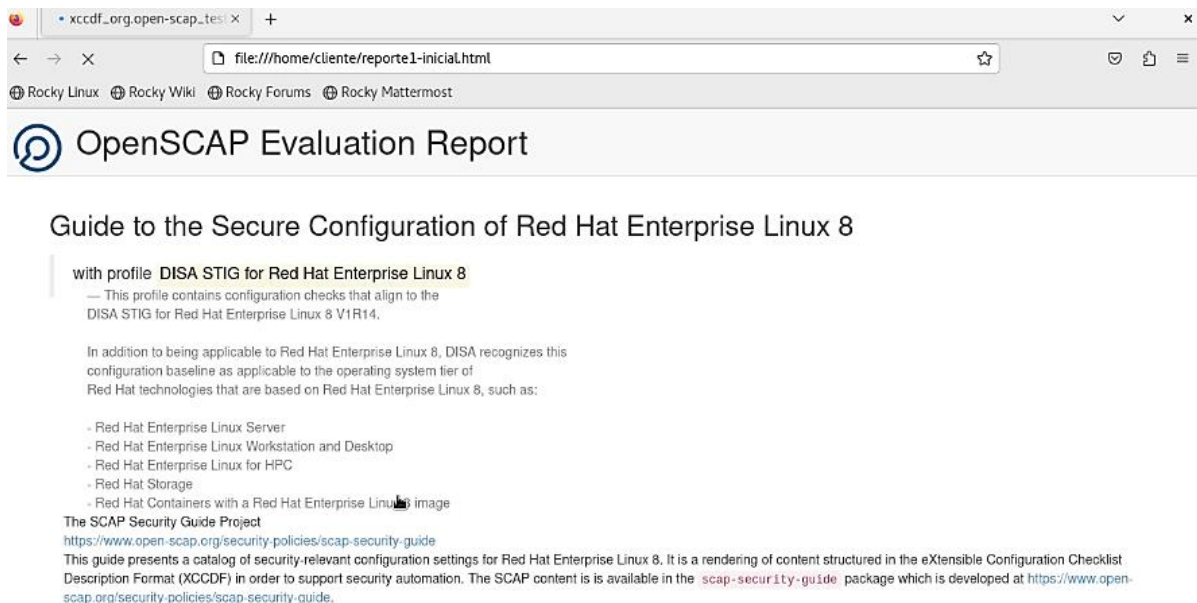 xccdf_org.open-scap_test
file:///home/cliente/reporte1-inicial.html
Rocky Linux Rocky Wiki Rocky Forums Rocky Mattermost
OpenSCAP Evaluation Report
Guide to the Secure Configuration of Red Hat Enterprise Linux 8
with profile DISA STIG for Red Hat Enterprise Linux 8
— This profile contains configuration checks that align to the
DISA STIG for Red Hat Enterprise Linux 8 V1R14.
In addition to being applicable to Red Hat Enterprise Linux 8, DISA recognizes this
configuration baseline as applicable to the operating system tier of
Red Hat technologies that are based on Red Hat Enterprise Linux 8, such as:
- Red Hat Enterprise Linux Server
- Red Hat Enterprise Linux Workstation and Desktop
- Red Hat Enterprise Linux for HPC
- Red Hat Storage
- Red Hat Containers with a Red Hat Enterprise Linux 8 image
The SCAP Security Guide Project
https://www.open-scap.org/security-policies/scap-security-guide
This guide presents a catalog of security-relevant configuration settings for Red Hat Enterprise Linux 8. It is a rendering of content structured in the eXtensible Configuration Checklist
Description Format (XCCDF) in order to support security automation. The SCAP content is is available in the scap-security-guide package which is developed at https://www.open-
scap.org/security-policies/scap-security-guide.